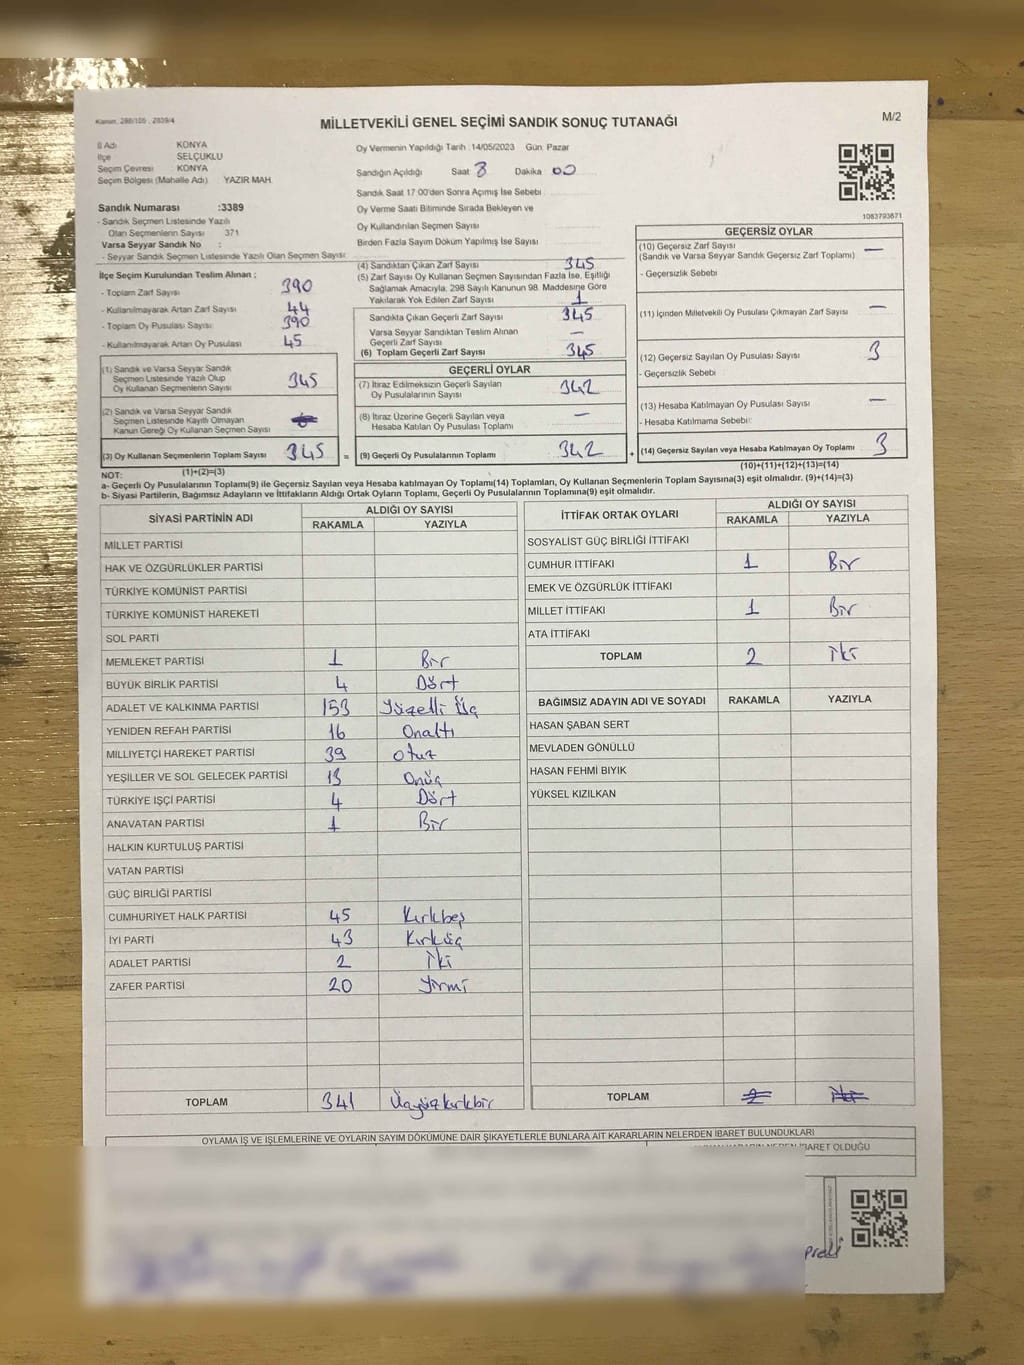 Kanun: 298/105 , 2839/4
MİLLETVEKİLİ GENEL SEÇİMİ SANDIK SONUÇ TUTANAĞI
M/2
İl Adı KONYA
İlçe SELÇUKLU
Seçim Çevresi KONYA
Seçim Bölgesi (Mahalle Adı) YAZIR MAH.
Oy Vermenin Yapıldığı Tarih :14/05/2023 Gün: Pazar
Sandığın Açıldığı Saat 8 Dakika 00
Sandık Saat 17:00'den Sonra Açımış İse Sebebi
Oy Verme Saati Bitiminde Sırada Bekleyen ve
Oy Kullandırılan Seçmen Sayısı
Birden Fazla Sayım Döküm Yapılmış İse Sayısı
1083793671
Sandık Numarası :3389
- Sandık Seçmen Listesinde Yazılı
Olan Seçmenlerin Sayısı 371
Varsa Seyyar Sandık No :
- Seyyar Sandık Seçmen Listesinde Yazılı Olan Seçmen Sayısı
İlçe Seçim Kurulundan Teslim Alınan ;
- Toplam Zarf Sayısı 390
- Kullanılmayarak Artan Zarf Sayısı 44
- Toplam Oy Pusulası Sayısı 390
- Kullanılmayarak Artan Oy Pusulası 45
(1) Sandık ve Varsa Seyyar Sandık
Seçmen Listesinde Yazılı Olup
Oy Kullanan Seçmenlerin Sayısı 345
(2) Sandık ve Varsa Seyyar Sandık
Seçmen Listesinde Kayıtlı Olmayan
Kanun Gereği Oy Kullanan Seçmen Sayısı
(3) Oy Kullanan Seçmenlerin Toplam Sayısı 345 =
(1)+(2)=(3)
(4) Sandıktan Çıkan Zarf Sayısı 345
(5) Zarf Sayısı Oy Kullanan Seçmen Sayısından Fazla İse, Eşitliği
Sağlamak Amacıyla, 298 Sayılı Kanunun 98. Maddesine Göre
Yakılarak Yok Edilen Zarf Sayısı 1
Sandıkta Çıkan Geçerli Zarf Sayısı 345
Varsa Seyyar Sandıktan Teslim Alınan
Geçerli Zarf Sayısı —
(6) Toplam Geçerli Zarf Sayısı 345
GEÇERLİ OYLAR
(7) İtiraz Edilmeksizin Geçerli Sayılan
Oy Pusulalarının Sayısı 342
(8) İtiraz Üzerine Geçerli Sayılan veya
Hesaba Katılan Oy Pusulası Toplamı —
(9) Geçerli Oy Pusulalarının Toplamı 342 +
GEÇERSİZ OYLAR
(10) Geçersiz Zarf Sayısı —
(Sandık ve Varsa Seyyar Sandık Geçersiz Zarf Toplamı)
- Geçersizlik Sebebi
(11) İçinden Milletvekili Oy Pusulası Çıkmayan Zarf Sayısı —
(12) Geçersiz Sayılan Oy Pusulası Sayısı 3
- Geçersizlik Sebebi
(13) Hesaba Katılmayan Oy Pusulası Sayısı —
- Hesaba Katılmama Sebebi:
(14) Geçersiz Sayılan veya Hesaba Katılmayan Oy Toplamı 3
(10)+(11)+(12)+(13)=(14)
NOT:
a- Geçerli Oy Pusulalarının Toplamı(9) ile Geçersiz Sayılan veya Hesaba katılmayan Oy Toplamı(14) Toplamları, Oy Kullanan Seçmenlerin Toplam Sayısına(3) eşit olmalıdır. (9)+(14)=(3)
b- Siyasi Partilerin, Bağımsız Adayların ve İttifakların Aldığı Ortak Oyların Toplamı, Geçerli Oy Pusulalarının Toplamına(9) eşit olmalıdır.
SİYASİ PARTİNİN ADI ALDIĞI OY SAYISI
RAKAMLA YAZIYLA
MİLLET PARTİSİ
HAK VE ÖZGÜRLÜKLER PARTİSİ
TÜRKİYE KOMÜNİST PARTİSİ
TÜRKİYE KOMÜNİST HAREKETİ
SOL PARTİ
MEMLEKET PARTİSİ 1 Bir
BÜYÜK BİRLİK PARTİSİ 4 Dört
ADALET VE KALKINMA PARTİSİ 153 Yüzelli Üç
YENİDEN REFAH PARTİSİ 16 Onaltı
MİLLİYETÇİ HAREKET PARTİSİ 39 otuz
YEŞİLLER VE SOL GELECEK PARTİSİ 13 Onüç
TÜRKİYE İŞÇİ PARTİSİ 4 Dört
ANAVATAN PARTİSİ 1 Bir
HALKIN KURTULUŞ PARTİSİ
VATAN PARTİSİ
GÜÇ BİRLİĞİ PARTİSİ
CUMHURİYET HALK PARTİSİ 45 Kırkbeş
İYİ PARTİ 43 Kırküç
ADALET PARTİSİ 2 İki
ZAFER PARTİSİ 20 Yirmi
TOPLAM 341 Üçyüzkırkbir
İTTİFAK ORTAK OYLARI ALDIĞI OY SAYISI
RAKAMLA YAZIYLA
SOSYALİST GÜÇ BİRLİĞİ İTTİFAKI
CUMHUR İTTİFAKI 1 Bir
EMEK VE ÖZGÜRLÜK İTTİFAKI
MİLLET İTTİFAKI 1 Bir
ATA İTTİFAKI
TOPLAM 2 İki
BAĞIMSIZ ADAYIN ADI VE SOYADI RAKAMLA YAZIYLA
HASAN ŞABAN SERT
MEVLADEN GÖNÜLLÜ
HASAN FEHMİ BIYIK
YÜKSEL KIZILKAN
TOPLAM 2 İki
OYLAMA İŞ VE İŞLEMLERİNE VE OYLARIN SAYIM DÖKÜMÜNE DAİR ŞİKAYETLERLE BUNLARA AİT KARARLARIN NELERDEN İBARET BULUNDUKLARI
NELERDEN İBARET OLDUĞU